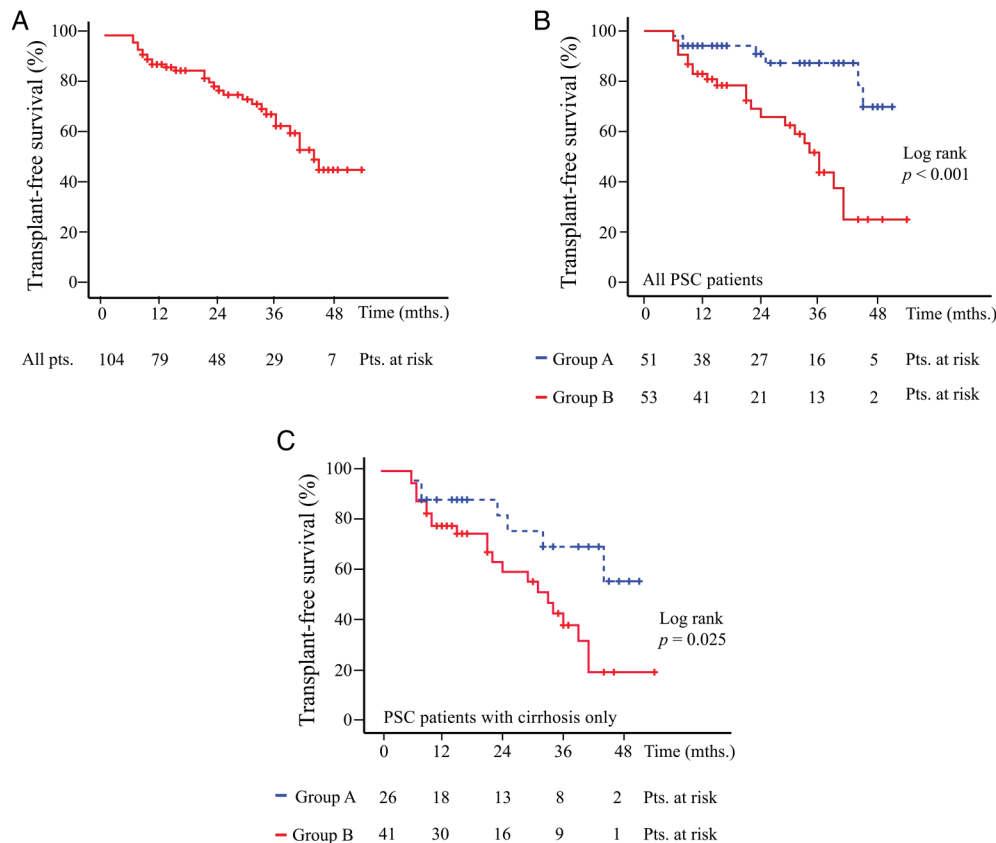 A
Transplant-free survival (%)
100
80
60
40
20
0
0 12 24 36 48 Time (mths.)
All pts. 104 79 48 29 7 Pts. at risk
B
Transplant-free survival (%)
100
80
60
40
20
0
Log rank
p < 0.001
All PSC patients
0 12 24 36 48 Time (mths.)
Group A 51 38 27 16 5 Pts. at risk
Group B 53 41 21 13 2 Pts. at risk
C
Transplant-free survival (%)
100
80
60
40
20
0
Log rank
p = 0.025
PSC patients with cirrhosis only
0 12 24 36 48 Time (mths.)
Group A 26 18 13 8 2 Pts. at risk
Group B 41 30 16 9 1 Pts. at risk